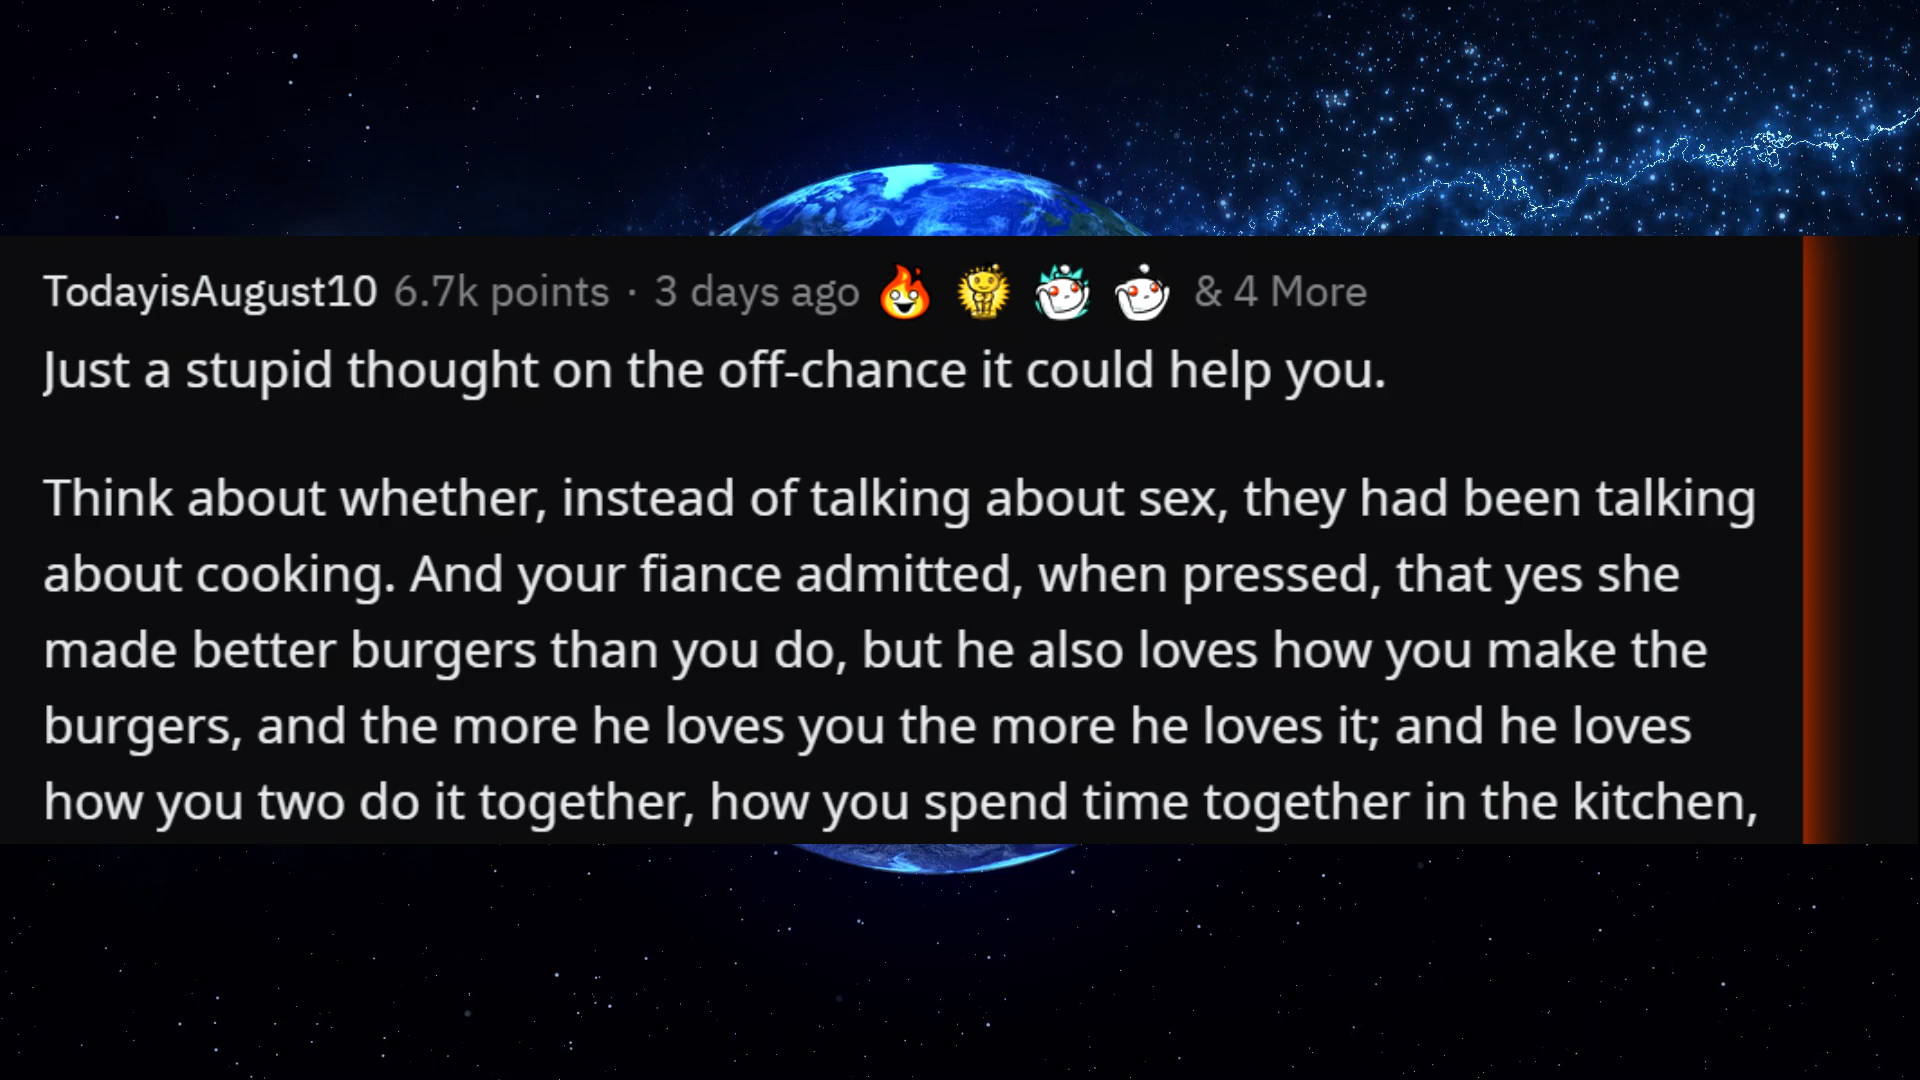 TodayisAugust10 6.7k points · 3 days ago & 4 More
Just a stupid thought on the off-chance it could help you.
Think about whether, instead of talking about sex, they had been talking
about cooking. And your fiance admitted, when pressed, that yes she
made better burgers than you do, but he also loves how you make the
burgers, and the more he loves you the more he loves it; and he loves
how you two do it together, how you spend time together in the kitchen,